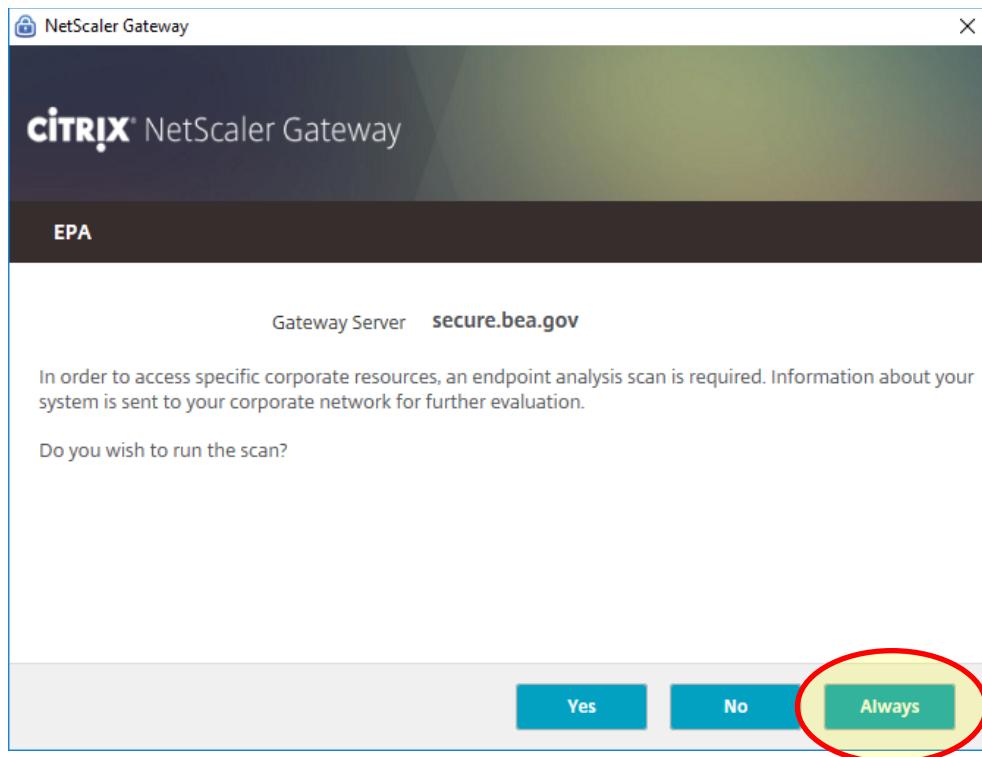 NetScaler Gateway
CİTRIX® NetScaler Gateway
EPA
Gateway Server secure.bea.gov
In order to access specific corporate resources, an endpoint analysis scan is required. Information about your
system is sent to your corporate network for further evaluation.
Do you wish to run the scan?
Yes No Always